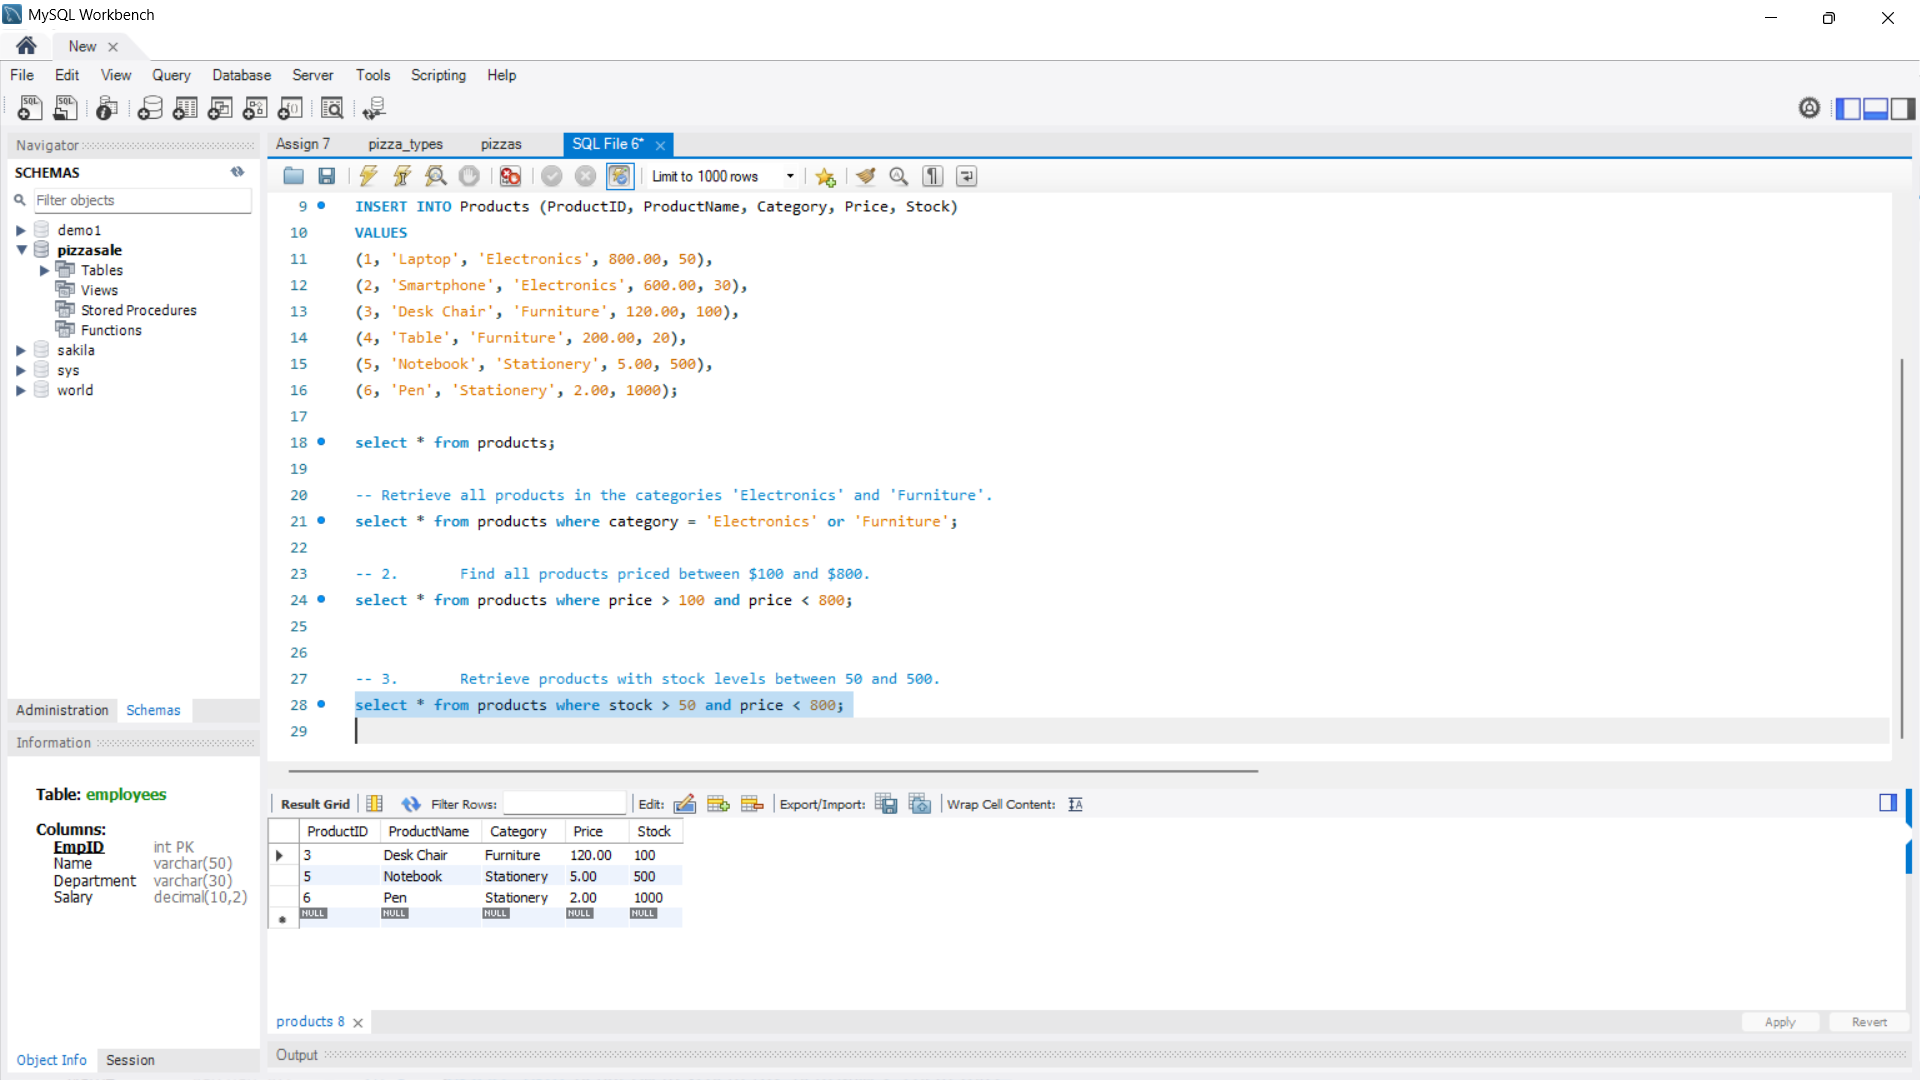 MySQL Workbench
New
File Edit View Query Database Server Tools Scripting Help
Navigator
SCHEMAS
Filter objects
demo1
pizzasale
Tables
Views
Stored Procedures
Functions
sakila
sys
world
Administration Schemas
Information
Table: employees
Columns:
EmpID int PK
Name varchar(50)
Department varchar(30)
Salary decimal(10,2)
Object Info Session
Assign 7 pizza_types pizzas SQL File 6*
Limit to 1000 rows
9 INSERT INTO Products (ProductID, ProductName, Category, Price, Stock)
10 VALUES
11 (1, 'Laptop', 'Electronics', 800.00, 50),
12 (2, 'Smartphone', 'Electronics', 600.00, 30),
13 (3, 'Desk Chair', 'Furniture', 120.00, 100),
14 (4, 'Table', 'Furniture', 200.00, 20),
15 (5, 'Notebook', 'Stationery', 5.00, 500),
16 (6, 'Pen', 'Stationery', 2.00, 1000);
17
18 select * from products;
19
20 -- Retrieve all products in the categories 'Electronics' and 'Furniture'.
21 select * from products where category = 'Electronics' or 'Furniture';
22
23 -- 2. Find all products priced between $100 and $800.
24 select * from products where price > 100 and price < 800;
25
26
27 -- 3. Retrieve products with stock levels between 50 and 500.
28 select * from products where stock > 50 and price < 800;
29
Result Grid Filter Rows: Edit: Export/Import: Wrap Cell Content:
ProductID ProductName Category Price Stock
3 Desk Chair Furniture 120.00 100
5 Notebook Stationery 5.00 500
6 Pen Stationery 2.00 1000
NULL NULL NULL NULL NULL
products 8
Apply Revert
Output